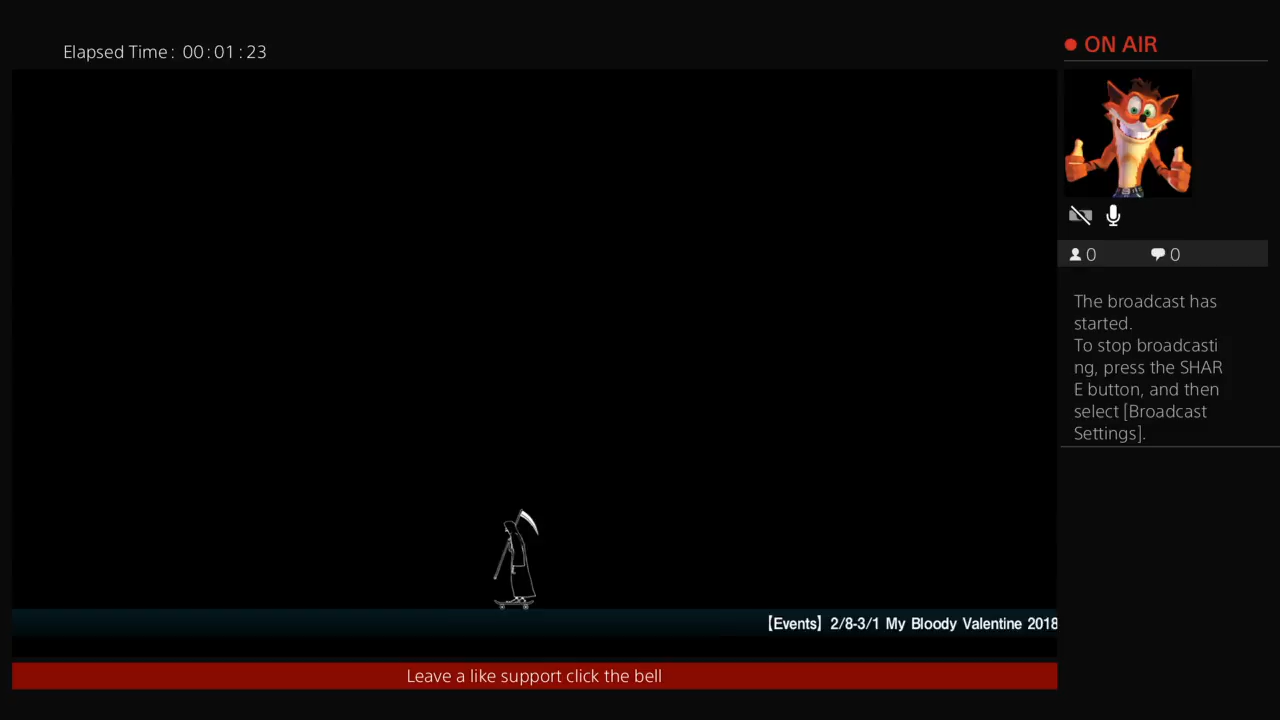 Elapsed Time: 00:01:23
ON AIR
0
0
The broadcast has
started.
To stop broadcasti
ng, press the SHAR
E button, and then
select [Broadcast
Settings].
【Events】 2/8-3/1 My Bloody Valentine 2018
Leave a like support click the bell